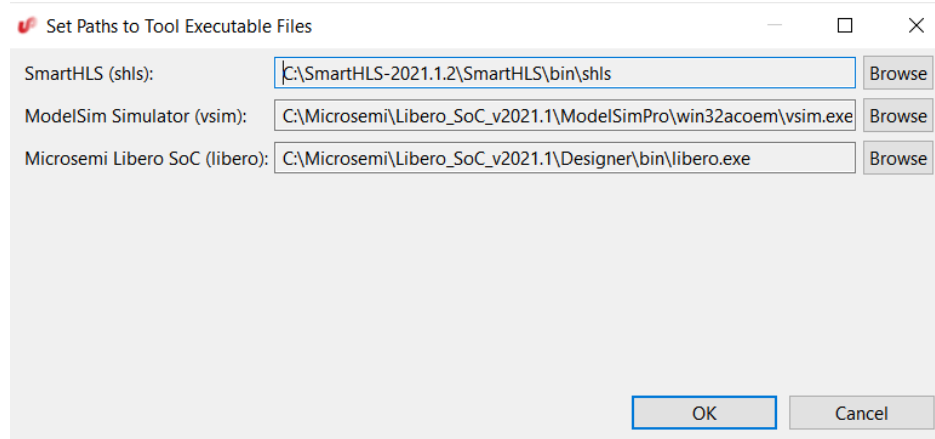 Set Paths to Tool Executable Files
SmartHLS (shls): C:\SmartHLS-2021.1.2\SmartHLS\bin\shls Browse
ModelSim Simulator (vsim): C:\Microsemi\Libero_SoC_v2021.1\ModelSimPro\win32acoem\vsim.exe Browse
Microsemi Libero SoC (libero): C:\Microsemi\Libero_SoC_v2021.1\Designer\bin\libero.exe Browse
OK Cancel